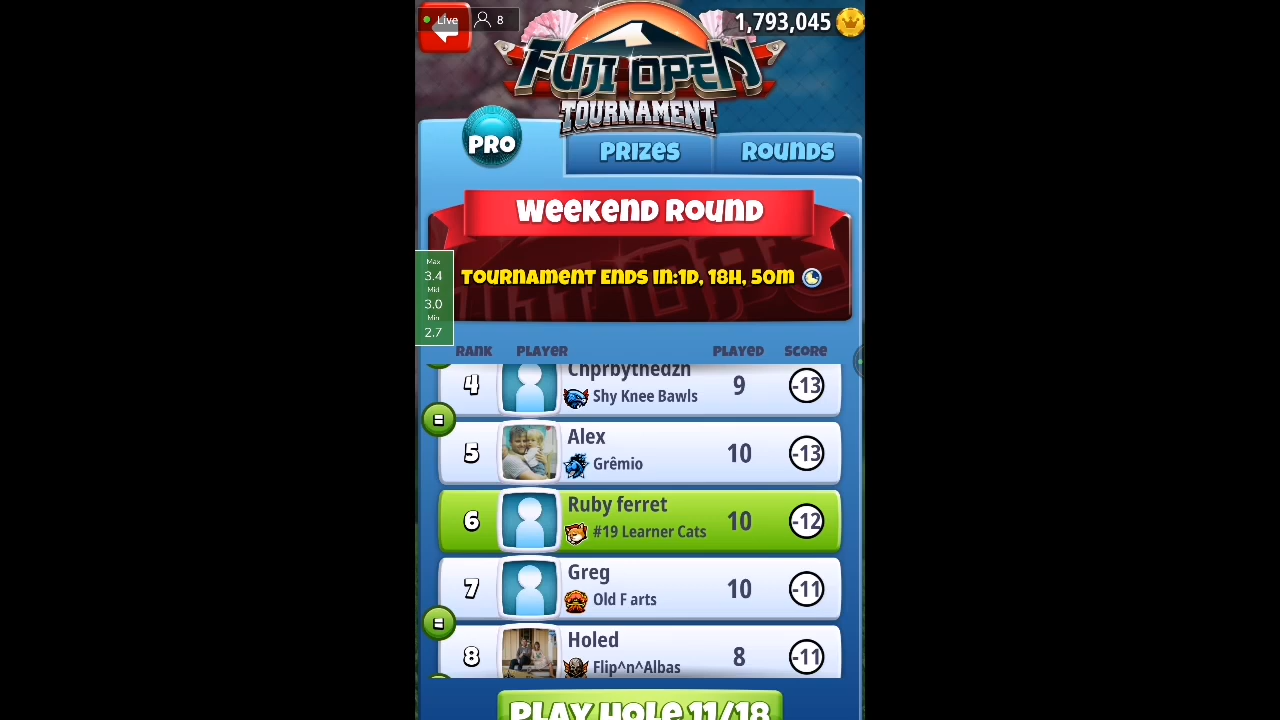 Live 8
1,793,045
FUJI OPEN
TOURNAMENT
PRO
PRIZES
ROUNDS
WEEKEND ROUND
TOURNAMENT ENDS IN:1D, 18H, 50M
Max
3.4
Mid
3.0
Min
2.7
RANK PLAYER PLAYED SCORE
4 Chprbythedzn 9 -13
Shy Knee Bawls
=
5 Alex 10 -13
Grêmio
6 Ruby ferret 10 -12
#19 Learner Cats
7 Greg 10 -11
Old F arts
=
8 Holed 8 -11
Flip^n^Albas
PLAY HOLE 11/18